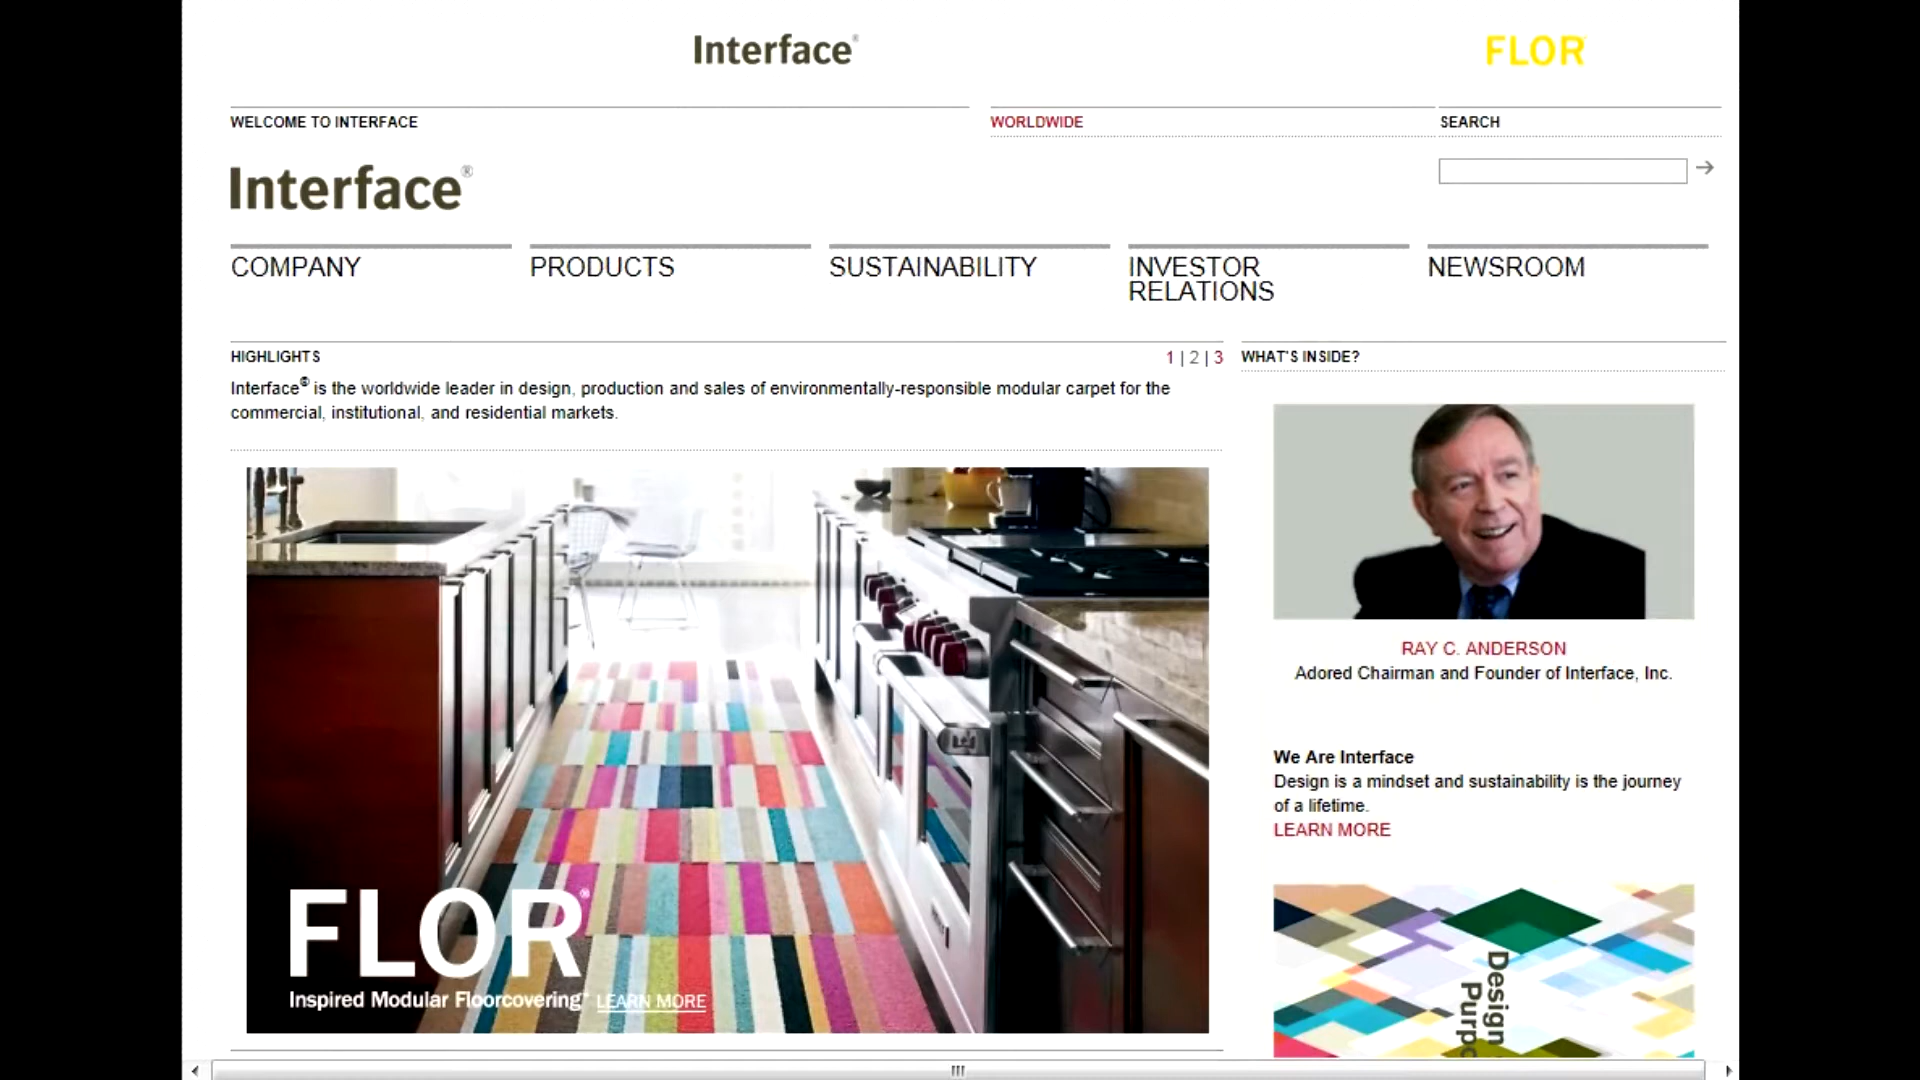 Interface®
FLOR
WELCOME TO INTERFACE
WORLDWIDE
SEARCH
Interface®
COMPANY
PRODUCTS
SUSTAINABILITY
INVESTOR
RELATIONS
NEWSROOM
HIGHLIGHTS
1 | 2 | 3
WHAT'S INSIDE?
Interface® is the worldwide leader in design, production and sales of environmentally-responsible modular carpet for the
commercial, institutional, and residential markets.
RAY C. ANDERSON
Adored Chairman and Founder of Interface, Inc.
We Are Interface
Design is a mindset and sustainability is the journey
of a lifetime.
LEARN MORE
FLOR®
Inspired Modular Floorcovering™ LEARN MORE
Design
Purpo